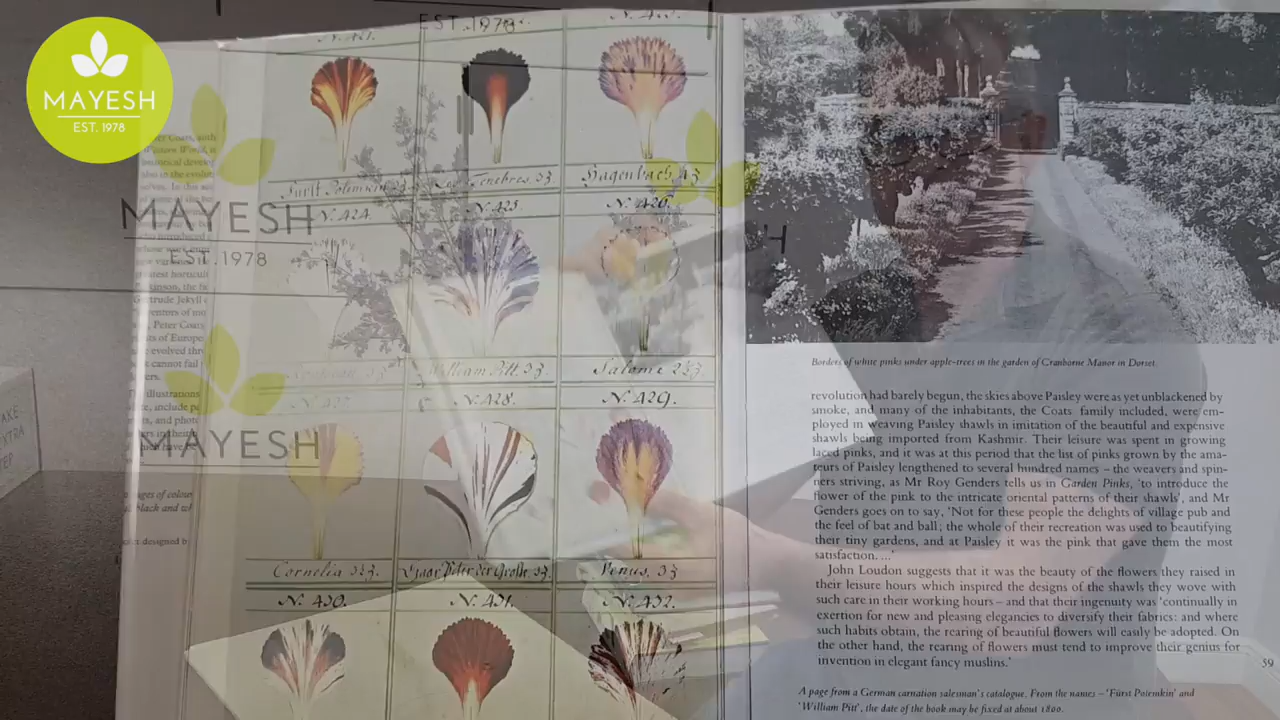 MAYESH
EST. 1978
EST. 1978
MAYESH
EST.1978
MAYESH
Hagenbach
N. 424.
N. 425.
N. 426.
William Pitt 33.
Salome
N. 428.
N. 429.
Cornelia
Venus. 33
N. 430.
N. 431.
N. 432.
Borders of white pinks under apple-trees in the garden of Cranborne Manor in Dorset.
revolution had barely begun, the skies above Paisley were as yet unblackened by
smoke, and many of the inhabitants, the Coats family included, were em-
ployed in weaving Paisley shawls in imitation of the beautiful and expensive
shawls being imported from Kashmir. Their leisure was spent in growing
laced pinks, and it was at this period that the list of pinks grown by the ama-
teurs of Paisley lengthened to several hundred names – the weavers and spin-
ners striving, as Mr Roy Genders tells us in Garden Pinks, 'to introduce the
flower of the pink to the intricate oriental patterns of their shawls', and Mr
Genders goes on to say, 'Not for these people the delights of village pub and
the feel of bat and ball; the whole of their recreation was used to beautifying
their tiny gardens, and at Paisley it was the pink that gave them the most
satisfaction. ...'
John Loudon suggests that it was the beauty of the flowers they raised in
their leisure hours which inspired the designs of the shawls they wove with
such care in their working hours – and that their ingenuity was 'continually in
exertion for new and pleasing elegancies to diversify their fabrics: and where
such habits obtain, the rearing of beautiful flowers will easily be adopted. On
the other hand, the rearing of flowers must tend to improve their genius for
invention in elegant fancy muslins.'
59
A page from a German carnation salesman's catalogue. From the names – 'Fürst Potemkin' and
'William Pitt', the date of the book may be fixed at about 1800.